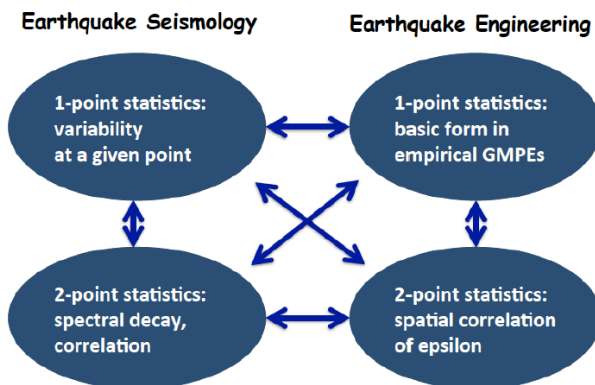 Earthquake Seismology
Earthquake Engineering
1-point statistics:
variability
at a given point
1-point statistics:
basic form in
empirical GMPEs
2-point statistics:
spectral decay,
correlation
2-point statistics:
spatial correlation
of epsilon